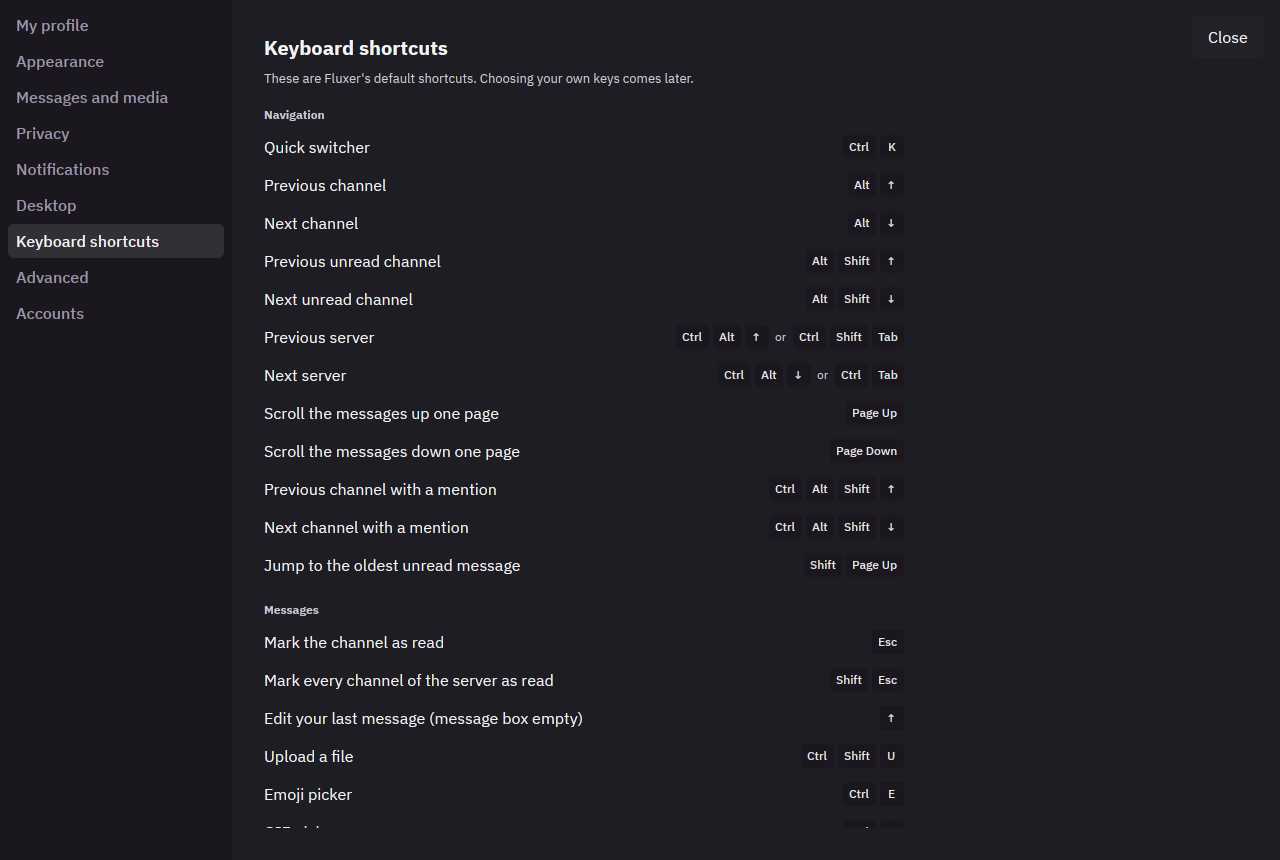 My profile
Appearance
Messages and media
Privacy
Notifications
Desktop
Keyboard shortcuts
Advanced
Accounts
Close
Keyboard shortcuts
These are Fluxer's default shortcuts. Choosing your own keys comes later.
Navigation
Quick switcher Ctrl K
Previous channel Alt ↑
Next channel Alt ↓
Previous unread channel Alt Shift ↑
Next unread channel Alt Shift ↓
Previous server Ctrl Alt ↑ or Ctrl Shift Tab
Next server Ctrl Alt ↓ or Ctrl Tab
Scroll the messages up one page Page Up
Scroll the messages down one page Page Down
Previous channel with a mention Ctrl Alt Shift ↑
Next channel with a mention Ctrl Alt Shift ↓
Jump to the oldest unread message Shift Page Up
Messages
Mark the channel as read Esc
Mark every channel of the server as read Shift Esc
Edit your last message (message box empty) ↑
Upload a file Ctrl Shift U
Emoji picker Ctrl E